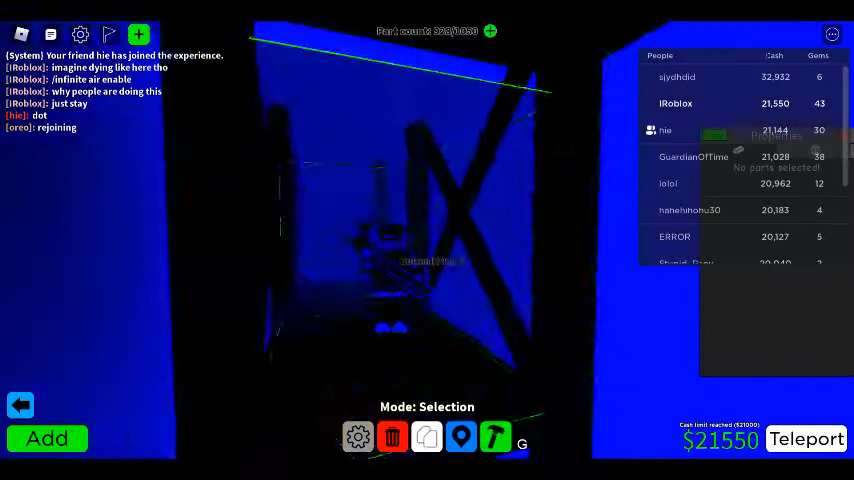 Part count: 998/1050
(System) Your friend hie has joined the experience.
[IRoblox]: imagine dying like here tho
[IRoblox]: /infinite air enable
[IRoblox]: why people are doing this
[IRoblox]: just stay
[hie]: dot
[oreo]: rejoining
People Cash Gems
sjydhdid 32,932 6
IRoblox 21,550 43
hie 21,144 30
Properties
GuardianOfTime 21,028 38
No parts selected!
lolol 20,962 12
hahehihohu30 20,183 4
ERROR 20,127 5
Mode: Selection
G
Add
Cash limit reached ($21000)
$21550
Teleport